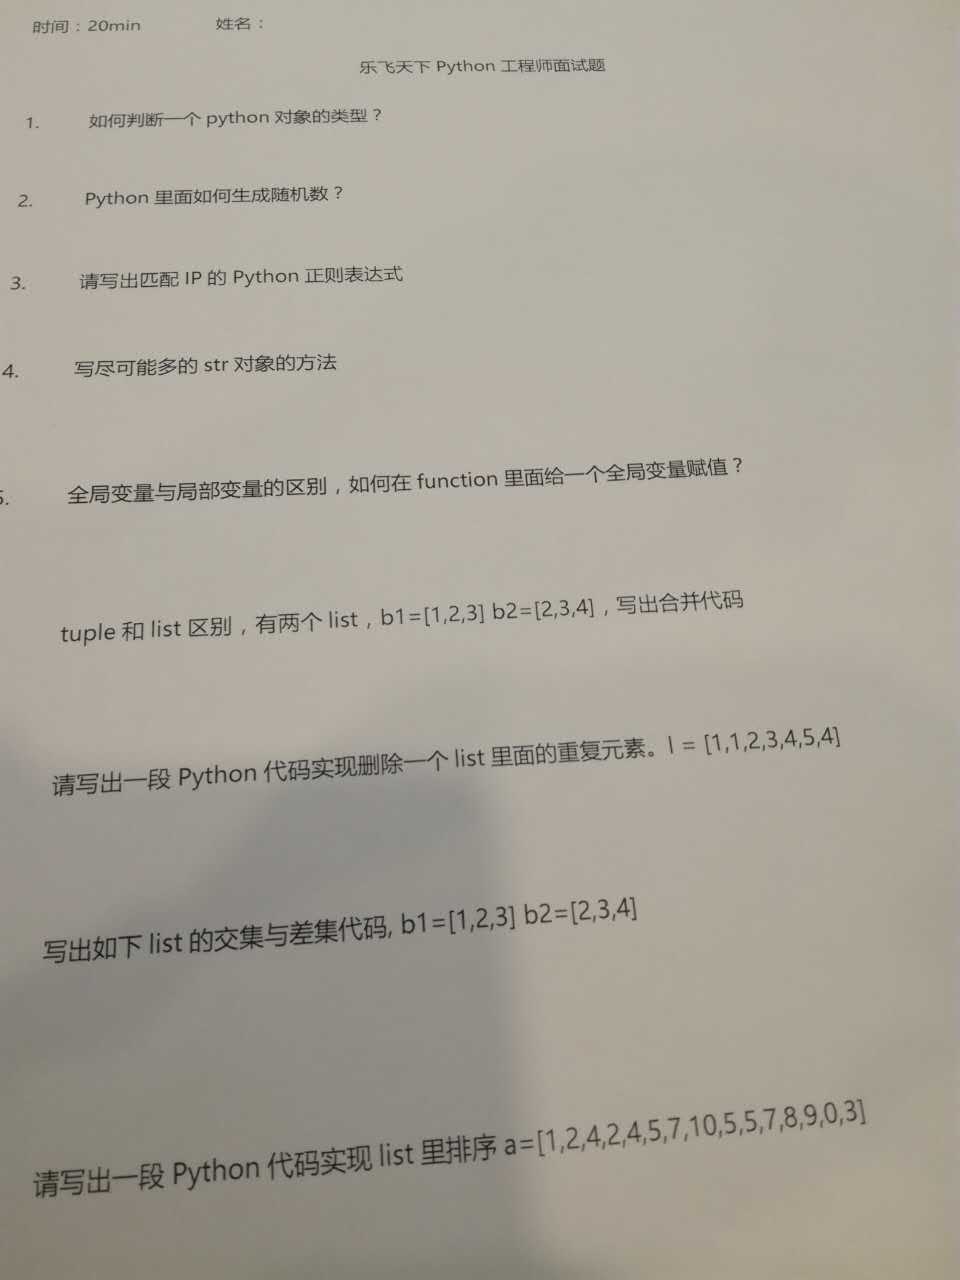 时间：20min 姓名：
乐飞天下 Python 工程师面试题
1. 如何判断一个 python 对象的类型？
2. Python 里面如何生成随机数？
3. 请写出匹配 IP 的 Python 正则表达式
4. 写尽可能多的 str 对象的方法
5. 全局变量与局部变量的区别，如何在 function 里面给一个全局变量赋值？
tuple 和 list 区别，有两个 list，b1=[1,2,3] b2=[2,3,4]，写出合并代码
请写出一段 Python 代码实现删除一个 list 里面的重复元素。l = [1,1,2,3,4,5,4]
写出如下 list 的交集与差集代码, b1=[1,2,3] b2=[2,3,4]
请写出一段 Python 代码实现 list 里排序 a=[1,2,4,2,4,5,7,10,5,5,7,8,9,0,3]